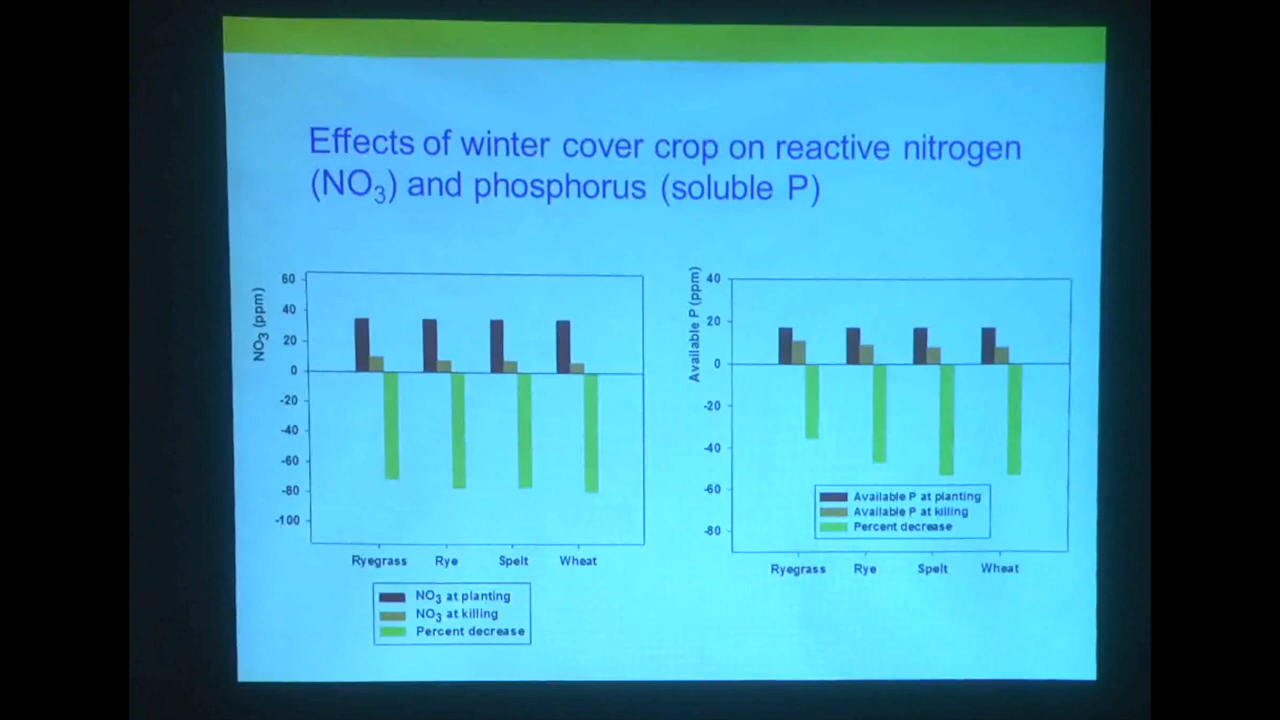 Effects of winter cover crop on reactive nitrogen
(NO3) and phosphorus (soluble P)
NO3 (ppm)
60
40
20
0
-20
-40
-60
-80
-100
Ryegrass Rye Spelt Wheat
NO3 at planting
NO3 at killing
Percent decrease
Available P (ppm)
40
20
0
-20
-40
-60
-80
Available P at planting
Available P at killing
Percent decrease
Ryegrass Rye Spelt Wheat